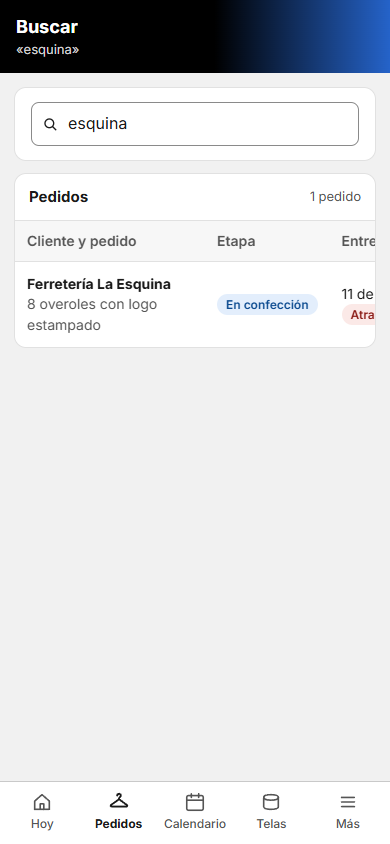 Buscar
«esquina»
esquina
Pedidos
1 pedido
Cliente y pedido
Etapa
Entre
Ferretería La Esquina
8 overoles con logo
estampado
En confección
11 de
Atra
Hoy
Pedidos
Calendario
Telas
Más